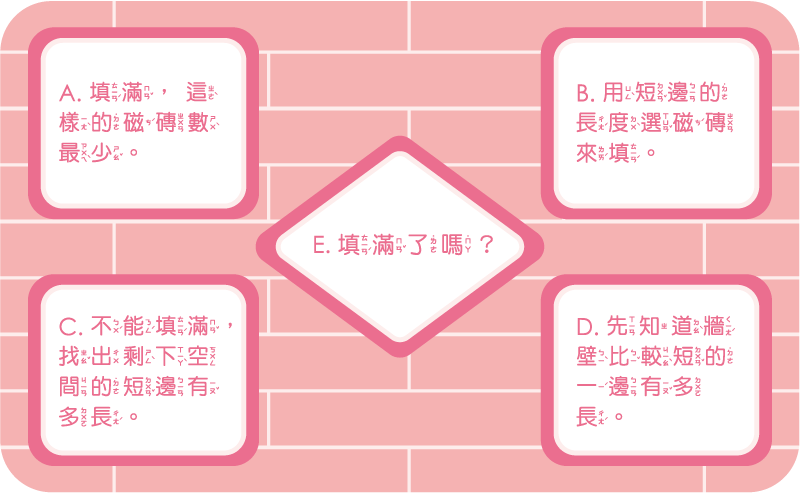 A. 填滿，這
樣的磁磚數
最少。
B. 用短邊的
長度選磁磚
來填。
E. 填滿了嗎？
C. 不能填滿，
找出剩下空
間的短邊有
多長。
D. 先知道牆
壁比較短的
一邊有多
長。